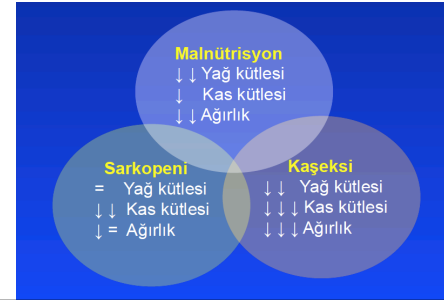 Malnütrisyon
↓ ↓ Yağ kütlesi
↓ Kas kütlesi
↓ ↓ Ağırlık
Sarkopeni
= Yağ kütlesi
↓ ↓ Kas kütlesi
↓ = Ağırlık
Kaşeksi
↓ ↓ Yağ kütlesi
↓ ↓ ↓ Kas kütlesi
↓ ↓ ↓ Ağırlık